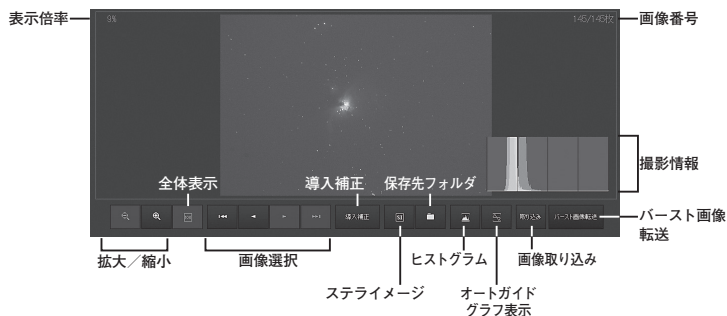 表示倍率
9%
145/145枚
画像番号
撮影情報
全体表示
導入補正
保存先フォルダ
導入補正
SI
取り込み
バースト画像転送
バースト画像
転送
拡大／縮小
画像選択
ヒストグラム
画像取り込み
ステライメージ
オートガイド
グラフ表示